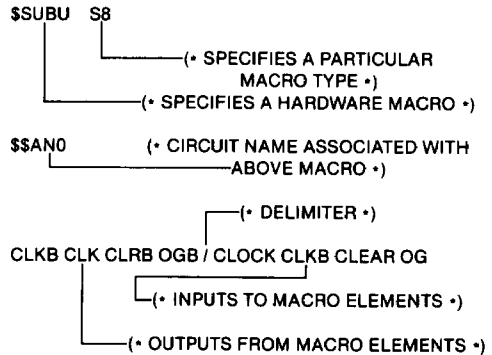 $SUBU S8
(* SPECIFIES A PARTICULAR
MACRO TYPE *)
(* SPECIFIES A HARDWARE MACRO *)
$$AN0 (* CIRCUIT NAME ASSOCIATED WITH
ABOVE MACRO *)
(* DELIMITER *)
CLKB CLK CLRB OGB / CLOCK CLKB CLEAR OG
(* INPUTS TO MACRO ELEMENTS *)
(* OUTPUTS FROM MACRO ELEMENTS *)